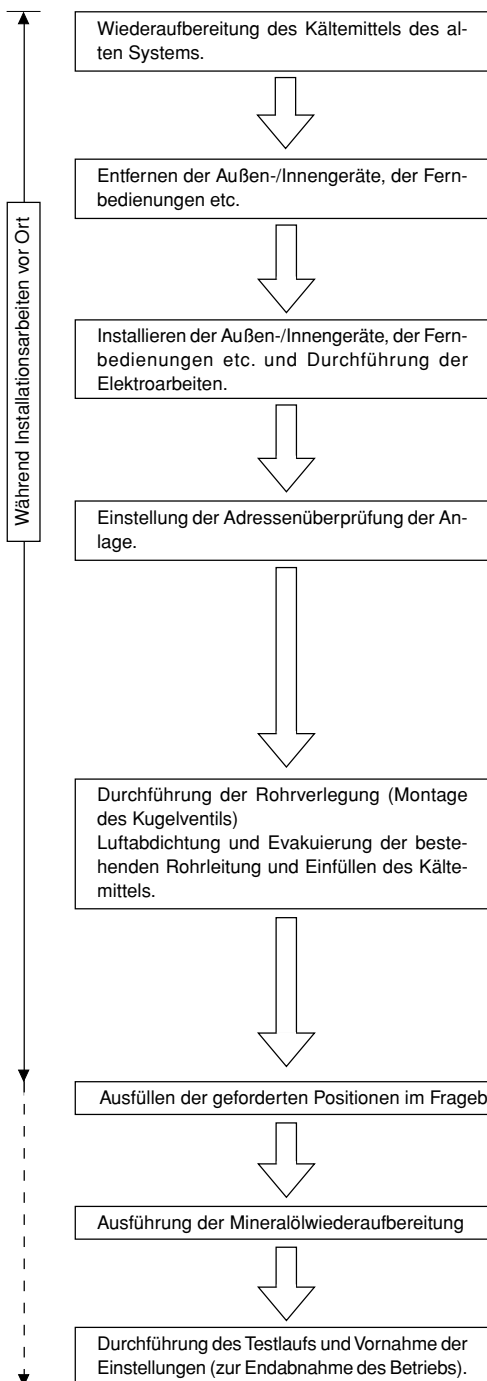 Wiederaufbereitung des Kältemittels des al-
ten Systems.
Entfernen der Außen-/Innengeräte, der Fern-
bedienungen etc.
Während Installationsarbeiten vor Ort
Installieren der Außen-/Innengeräte, der Fern-
bedienungen etc. und Durchführung der
Elektroarbeiten.
Einstellung der Adressenüberprüfung der An-
lage.
Durchführung der Rohrverlegung (Montage
des Kugelventils)
Luftabdichtung und Evakuierung der beste-
henden Rohrleitung und Einfüllen des Kälte-
mittels.
Ausfüllen der geforderten Positionen im Frageb
Ausführung der Mineralölwiederaufbereitung
Durchführung des Testlaufs und Vornahme der
Einstellungen (zur Endabnahme des Betriebs).